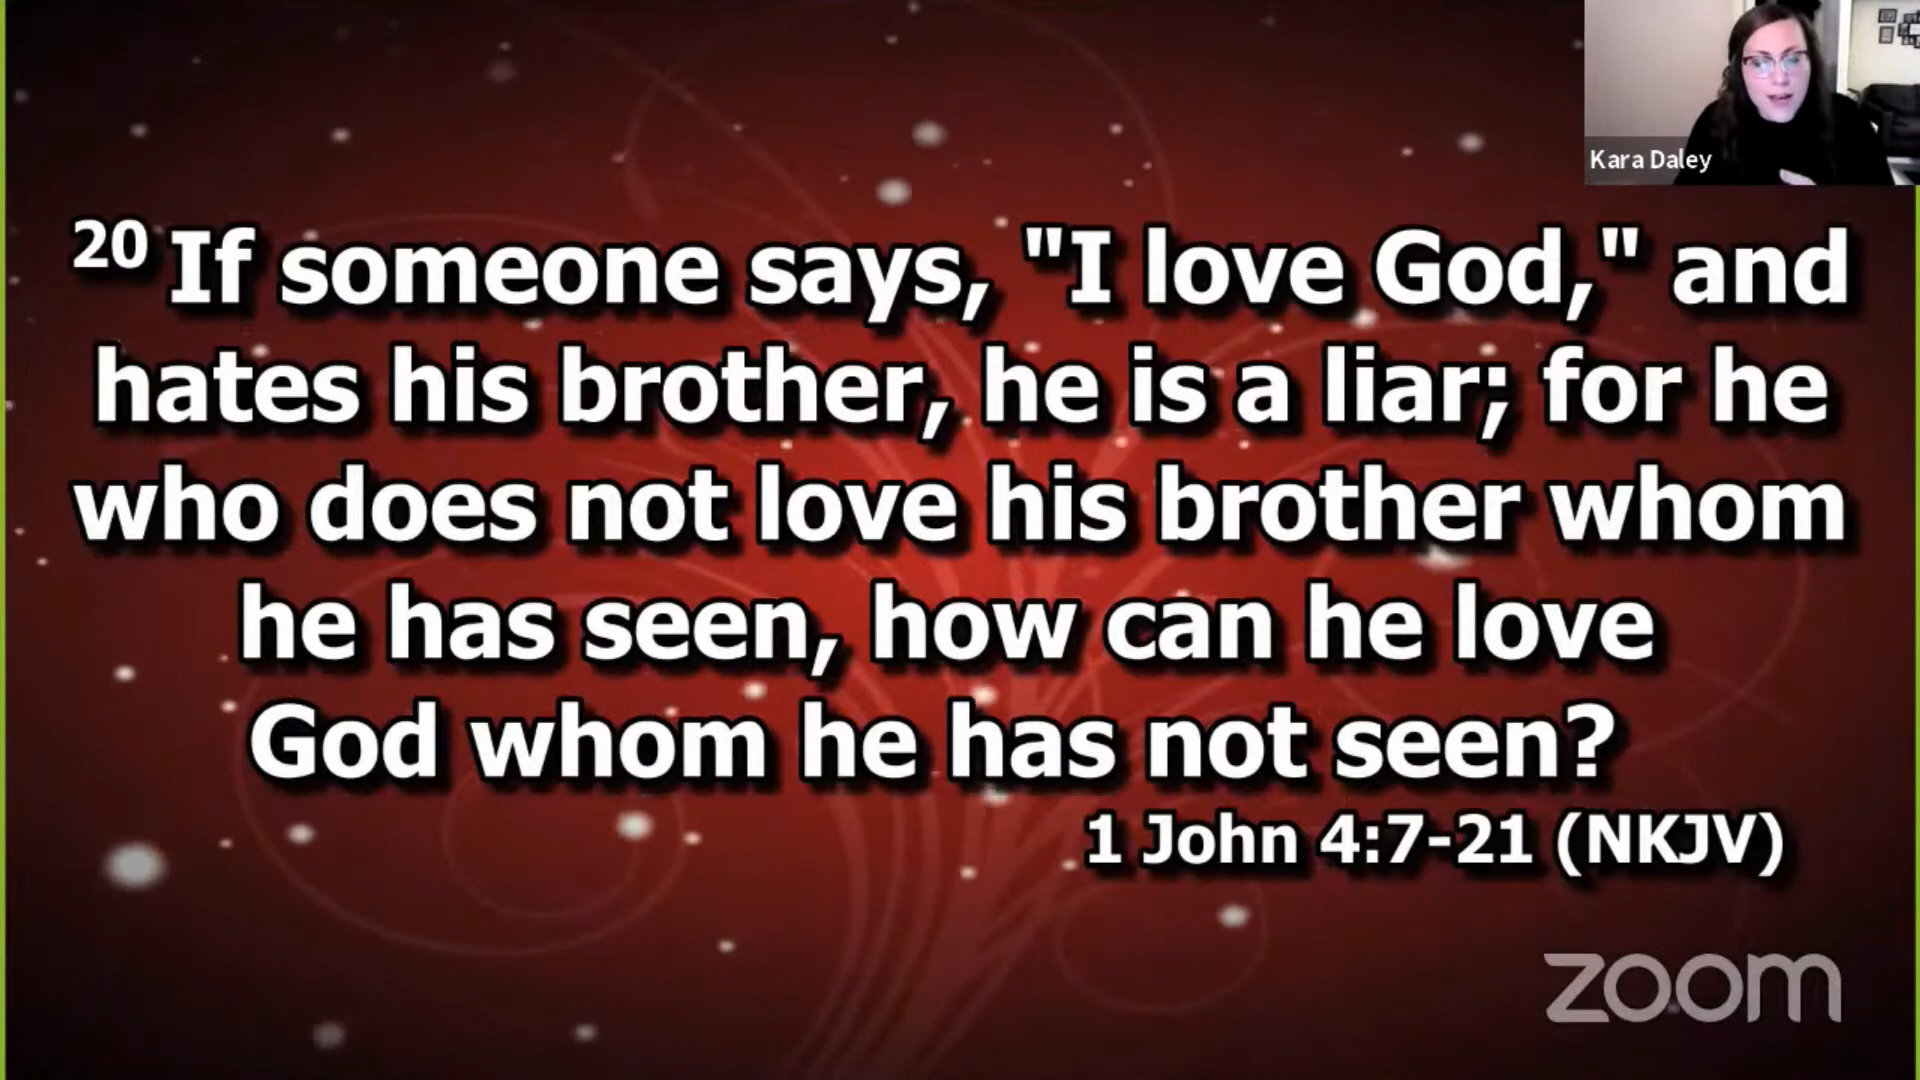 Kara Daley
20 If someone says, "I love God," and
hates his brother, he is a liar; for he
who does not love his brother whom
he has seen, how can he love
God whom he has not seen?
1 John 4:7-21 (NKJV)
zoom